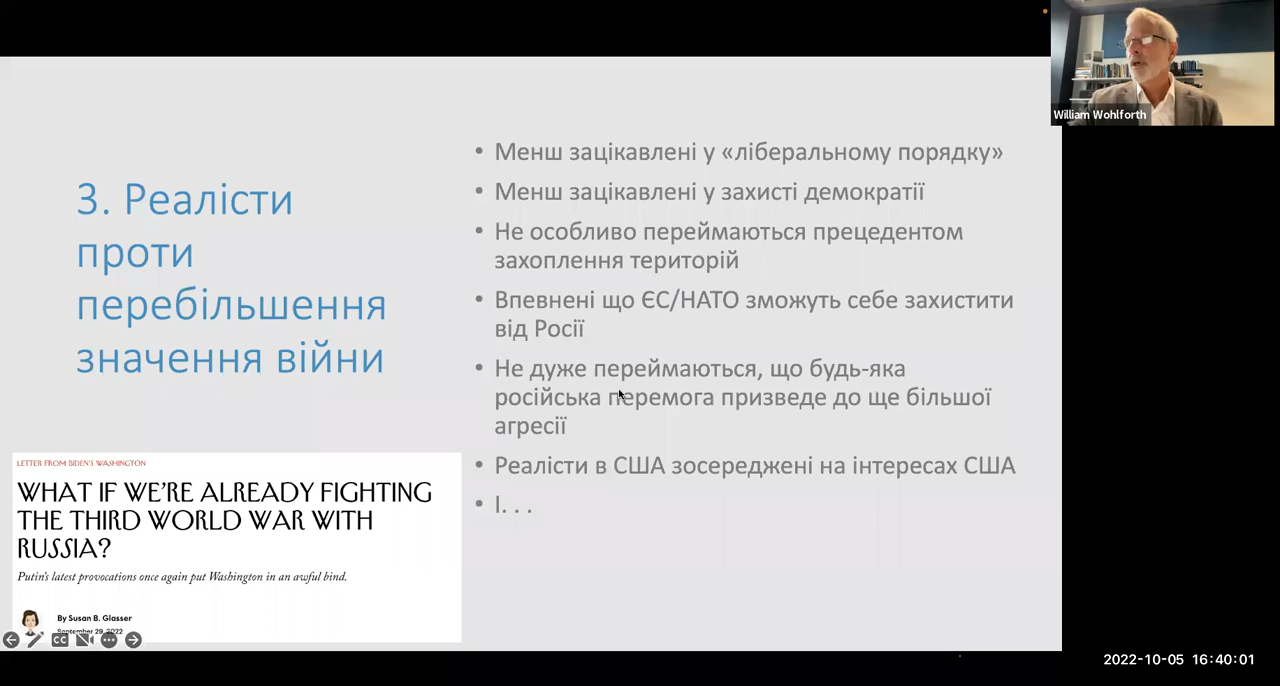 William Wohlforth
3. Реалісти
проти
перебільшення
значення війни
• Менш зацікавлені у «ліберальному порядку»
• Менш зацікавлені у захисті демократії
• Не особливо переймаються прецедентом
захоплення територій
• Впевнені що ЄС/НАТО зможуть себе захистити
від Росії
• Не дуже переймаються, що будь-яка
російська перемога призведе до ще більшої
агресії
• Реалісти в США зосереджені на інтересах США
• І. . .
LETTER FROM BIDEN'S WASHINGTON
WHAT IF WE'RE ALREADY FIGHTING
THE THIRD WORLD WAR WITH
RUSSIA?
Putin's latest provocations once again put Washington in an awful bind.
By Susan B. Glasser
September 29, 2022
CC
2022-10-05 16:40:01